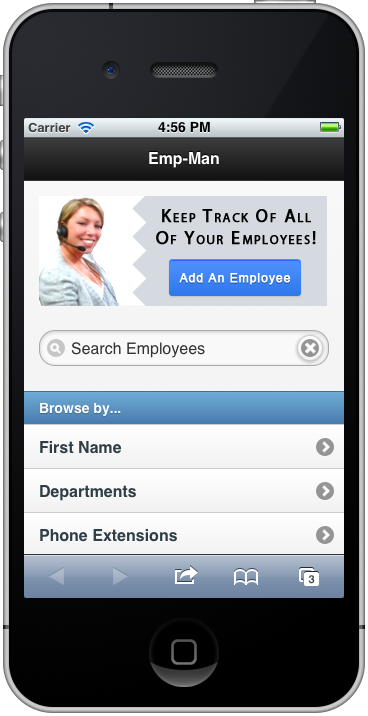 Carrier 4:56 PM
Emp-Man
Keep Track Of All
Of Your Employees!
Add An Employee
Search Employees
Browse by...
First Name
Departments
Phone Extensions
3